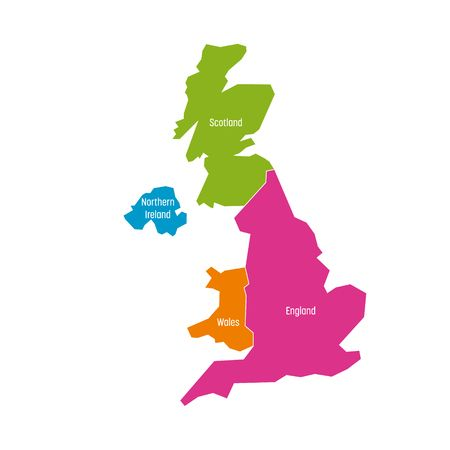 Scotland
Northern
Ireland
England
Wales